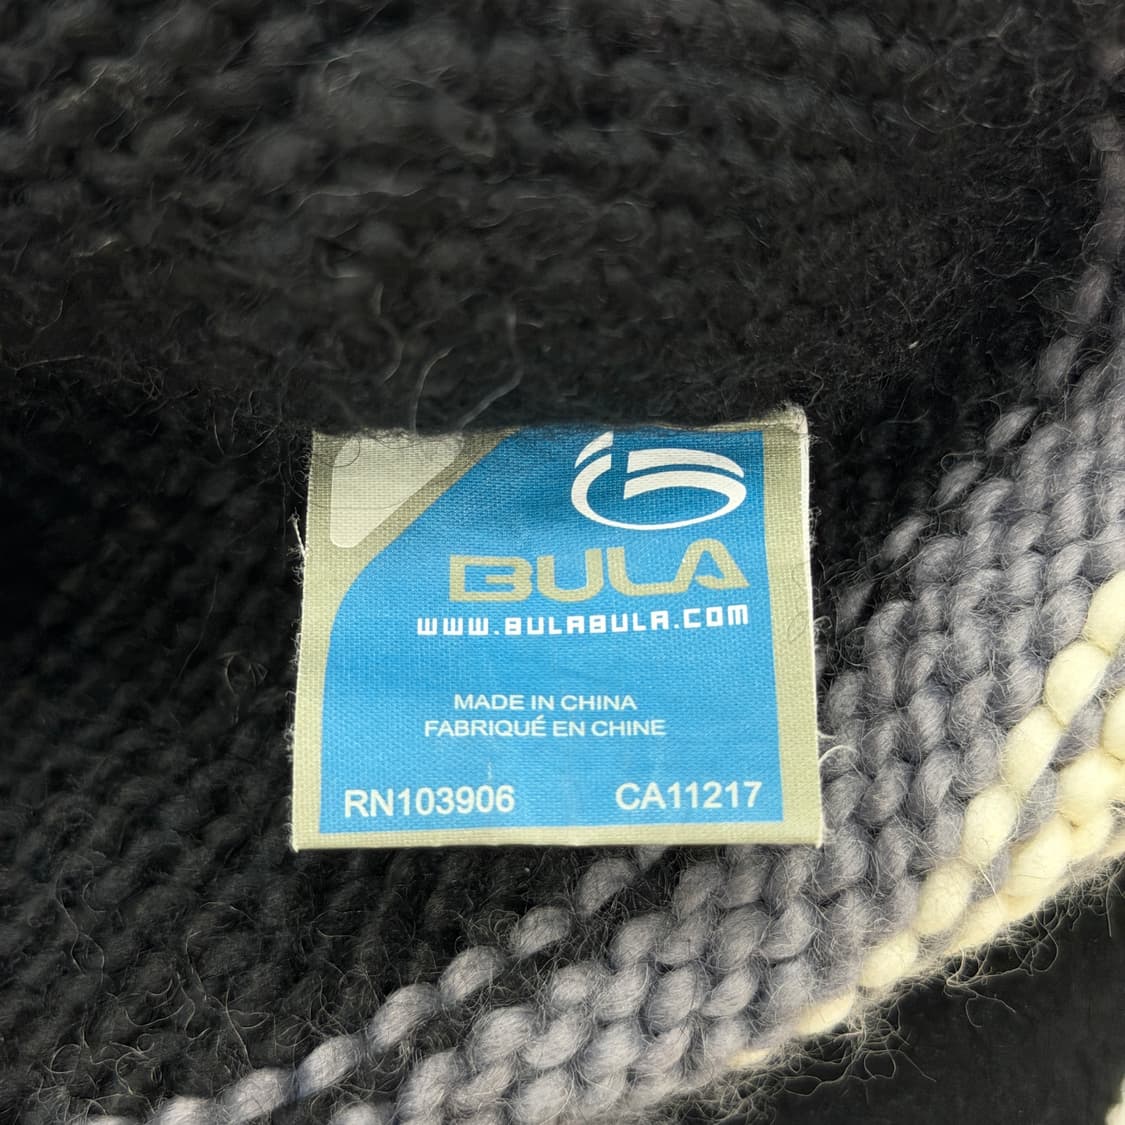 BULA
WWW.BULABULA.COM
MADE IN CHINA
FABRIQUÉ EN CHINE
RN103906 CA11217